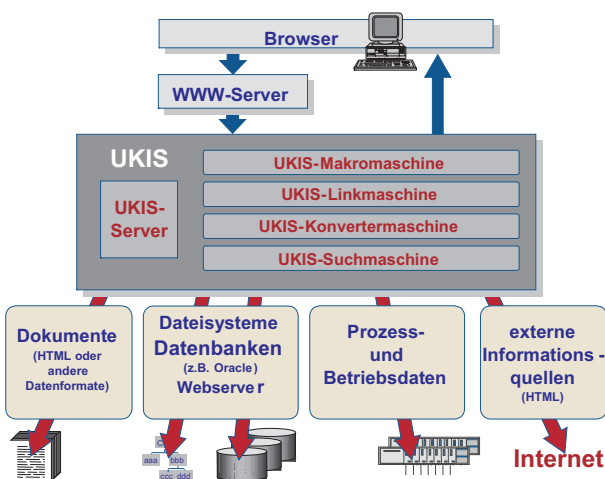 Browser
WWW-Server
UKIS
UKIS-Makromaschine
UKIS-Linkmaschine
UKIS-Konvertermaschine
UKIS-Suchmaschine
UKIS-
Server
Dokumente
(HTML oder
andere
Datenformate)
Dateisysteme
Datenbanken
(z.B. Oracle)
Webserver
Prozess-
und
Betriebsdaten
externe
Informations -
quellen
(HTML)
aaa bbb
ccc ddd
Internet